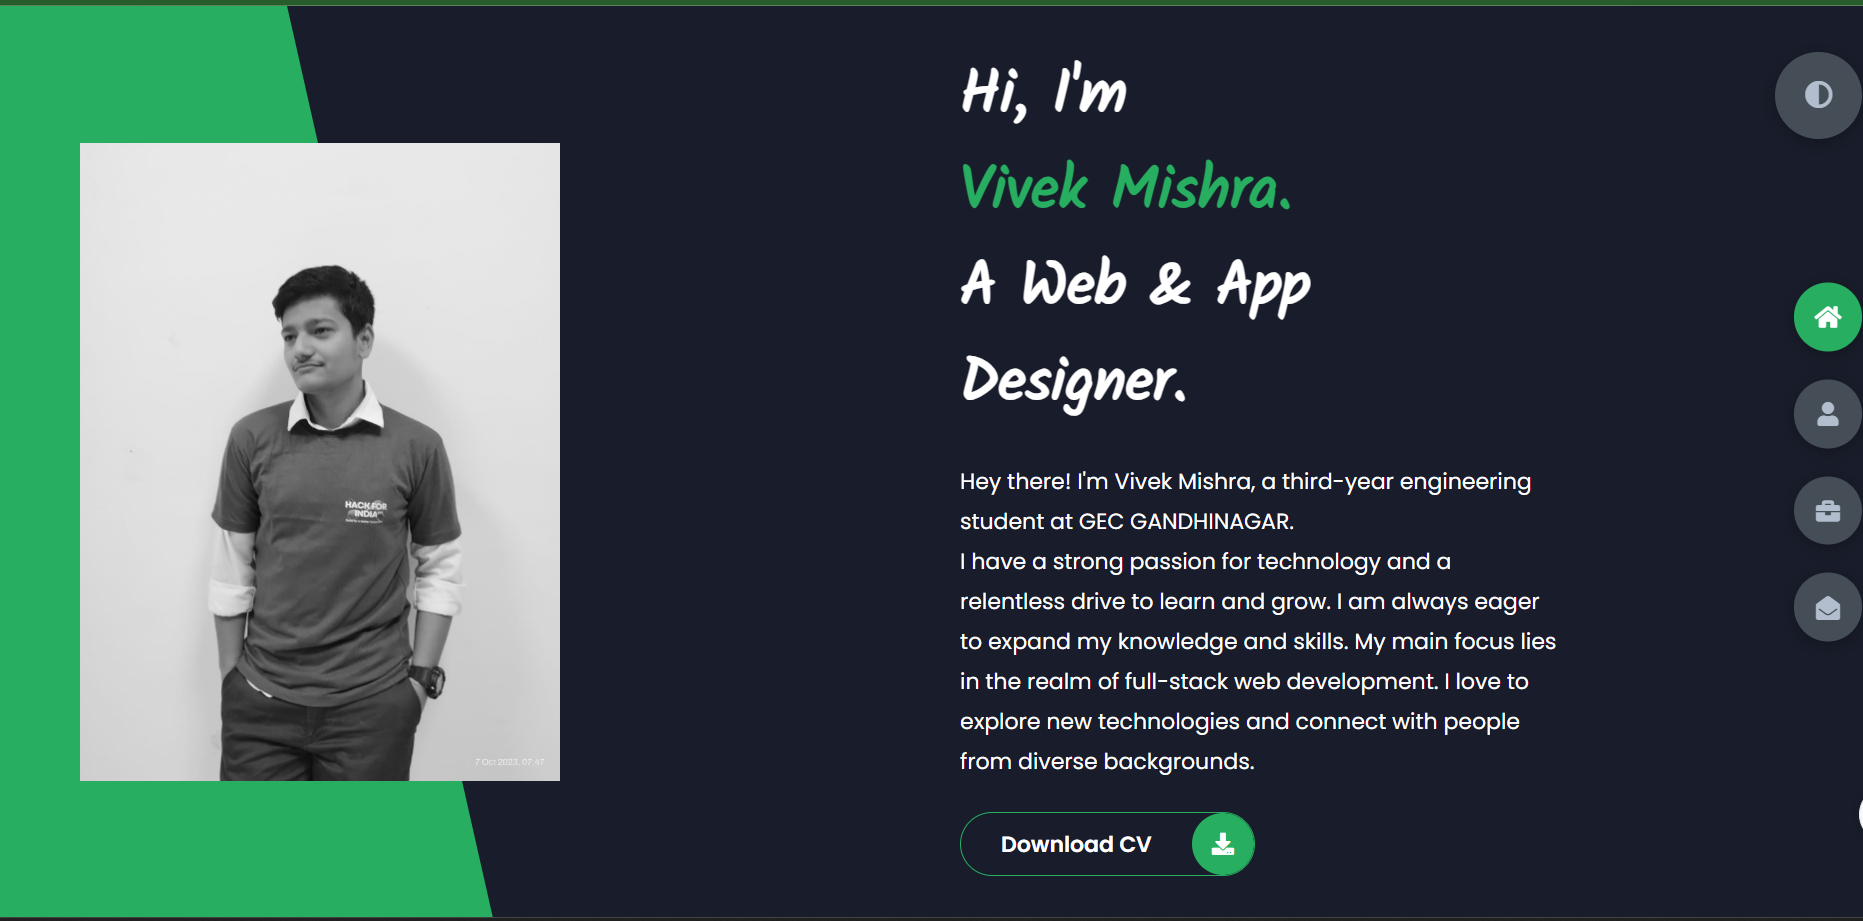 Hi, I'm
Vivek Mishra.
A Web & App
Designer.
Hey there! I'm Vivek Mishra, a third-year engineering
student at GEC GANDHINAGAR.
I have a strong passion for technology and a
relentless drive to learn and grow. I am always eager
to expand my knowledge and skills. My main focus lies
in the realm of full-stack web development. I love to
explore new technologies and connect with people
from diverse backgrounds.
Download CV
HACK FOR
INDIA
7 Oct 2023, 07:47